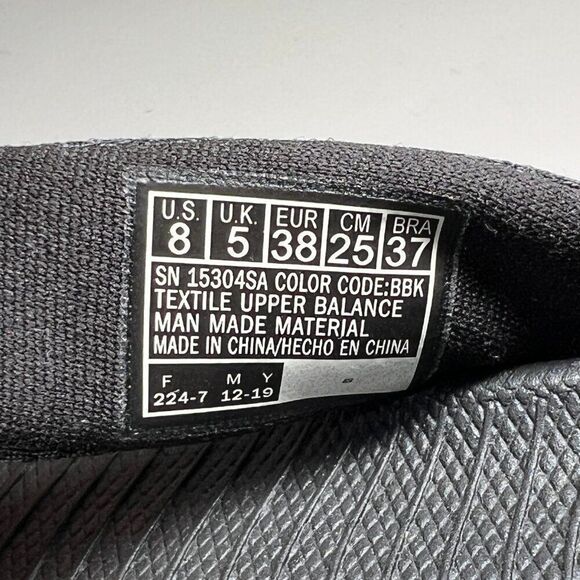 U.S. U.K. EUR CM BRA
8 5 38 25 37
SN 15304SA COLOR CODE:BBK
TEXTILE UPPER BALANCE
MAN MADE MATERIAL
MADE IN CHINA/HECHO EN CHINA
F M Y
224-7 12-19